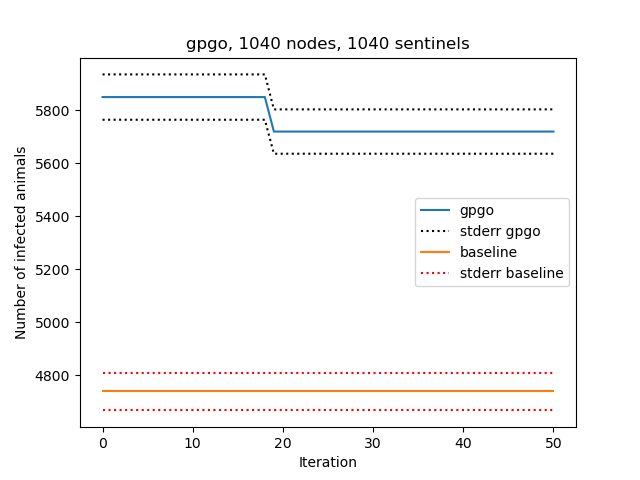 gpgo, 1040 nodes, 1040 sentinels
Number of infected animals
5800
5600
5400
5200
5000
4800
gpgo
stderr gpgo
baseline
stderr baseline
0 10 20 30 40 50
Iteration